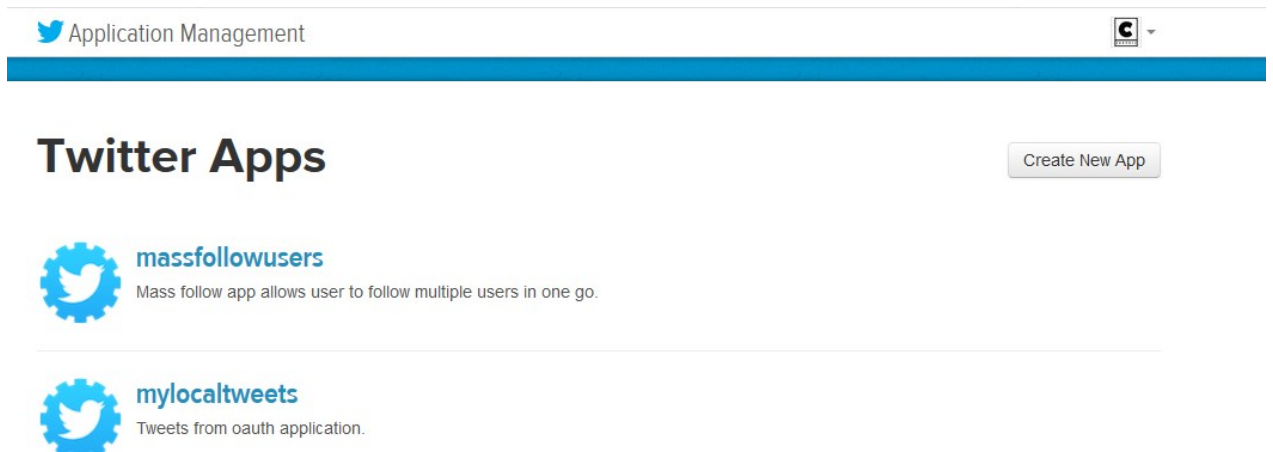 Application Management
C
Twitter Apps
Create New App
massfollowusers
Mass follow app allows user to follow multiple users in one go.
mylocaltweets
Tweets from oauth application.